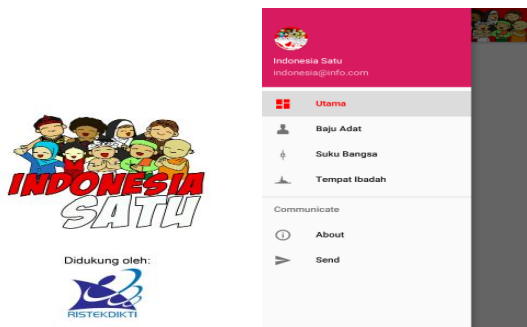 INDONESIA
SATU
Didukung oleh:
RISTEKDIKTI
Indonesia Satu
indonesia@info.com
Utama
Baju Adat
Suku Bangsa
Tempat Ibadah
Communicate
About
Send